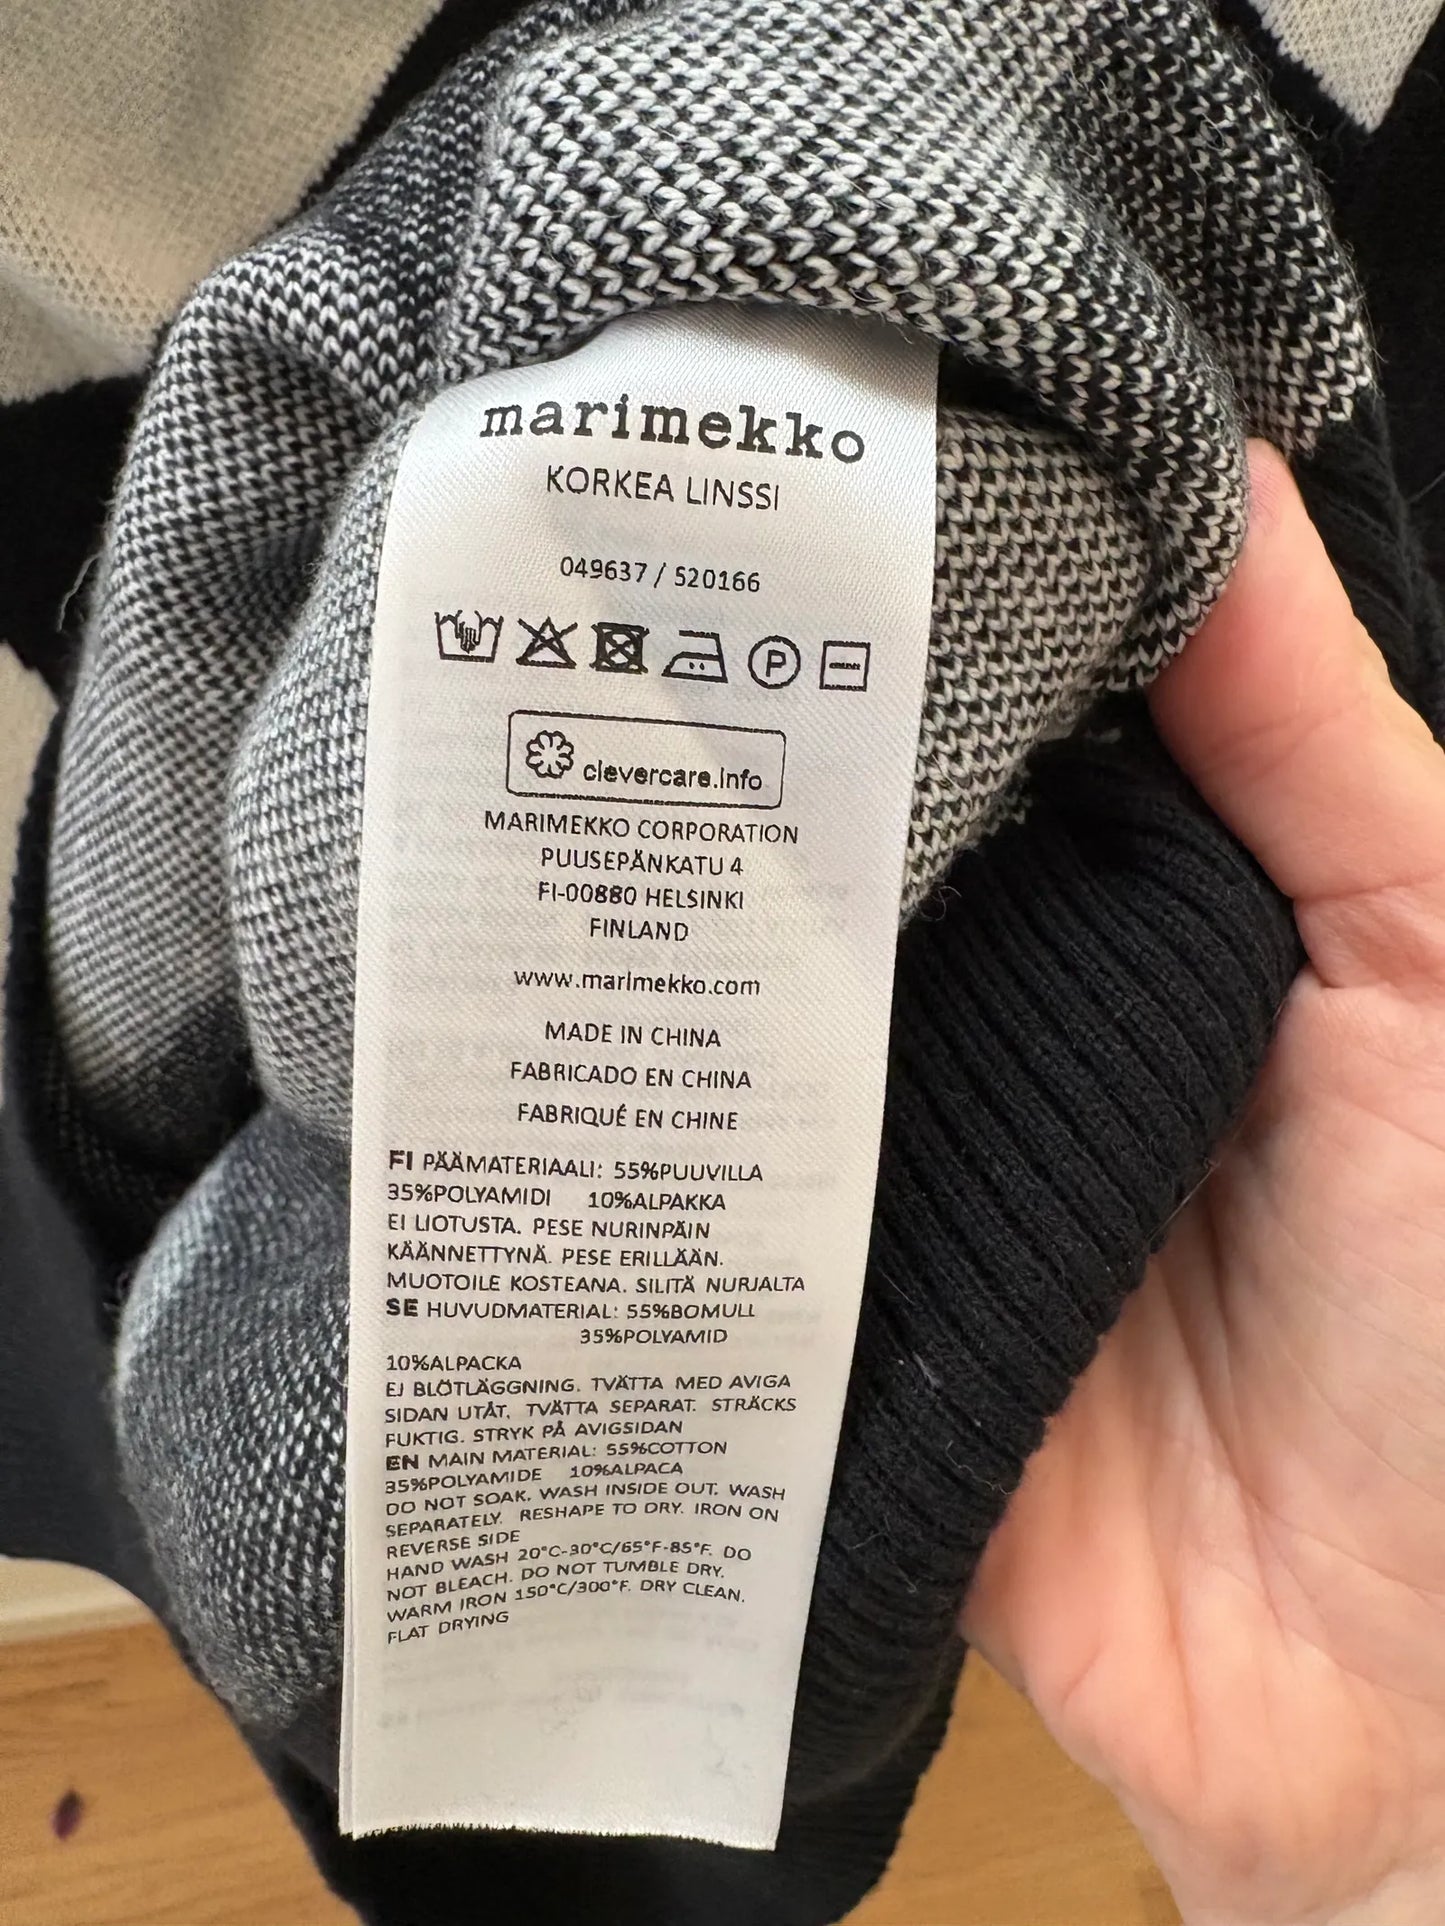 marimekko
KORKEA LINSSI
049637 / 520166
P
clevercare.info
MARIMEKKO CORPORATION
PUUSEPÄNKATU 4
FI-00880 HELSINKI
FINLAND
www.marimekko.com
MADE IN CHINA
FABRICADO EN CHINA
FABRIQUÉ EN CHINE
FI PÄÄMATERIAALI: 55%PUUVILLA
35%POLYAMIDI 10%ALPAKKA
EI LIOTUSTA. PESE NURINPÄIN
KÄÄNNETTYNÄ. PESE ERILLÄÄN.
MUOTOILE KOSTEANA. SILITÄ NURJALTA
SE HUVUDMATERIAL: 55%BOMULL
35%POLYAMID
10%ALPACKA
EJ BLÖTLÄGGNING. TVÄTTA MED AVIGA
SIDAN UTÅT. TVÄTTA SEPARAT. STRÄCKS
FUKTIG. STRYK PÅ AVIGSIDAN
EN MAIN MATERIAL: 55%COTTON
35%POLYAMIDE 10%ALPACA
DO NOT SOAK. WASH INSIDE OUT. WASH
SEPARATELY. RESHAPE TO DRY. IRON ON
REVERSE SIDE
HAND WASH 20°C-30°C/65°F-85°F. DO
NOT BLEACH. DO NOT TUMBLE DRY.
WARM IRON 150°C/300°F. DRY CLEAN.
FLAT DRYING